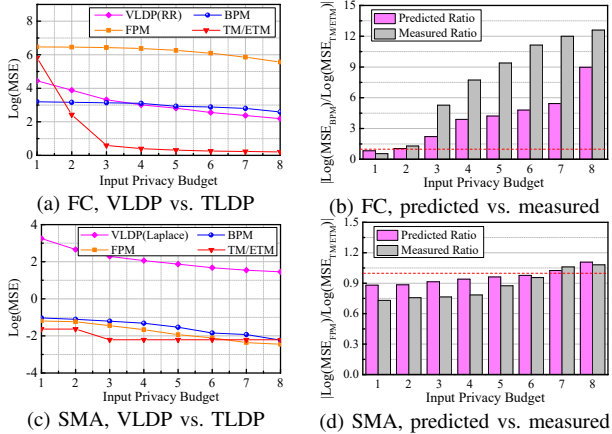 VLDP(RR) BPM
FPM TM/ETM
Log(MSE)
8
6
4
2
0
1 2 3 4 5 6 7 8
Input Privacy Budget
(a) FC, VLDP vs. TLDP
Predicted Ratio
Measured Ratio
|Log(MSE_BPM)/Log(MSE_TM/ETM)|
15
12
9
6
3
0
1 2 3 4 5 6 7 8
Input Privacy Budget
(b) FC, predicted vs. measured
VLDP(Laplace) BPM
FPM TM/ETM
Log(MSE)
4
2
0
-2
-4
1 2 3 4 5 6 7 8
Input Privacy Budget
(c) SMA, VLDP vs. TLDP
Predicted Ratio
Measured Ratio
|Log(MSE_FPM)/Log(MSE_TM/ETM)|
1.5
1.2
0.9
0.6
0.3
0.0
1 2 3 4 5 6 7 8
Input Privacy Budget
(d) SMA, predicted vs. measured